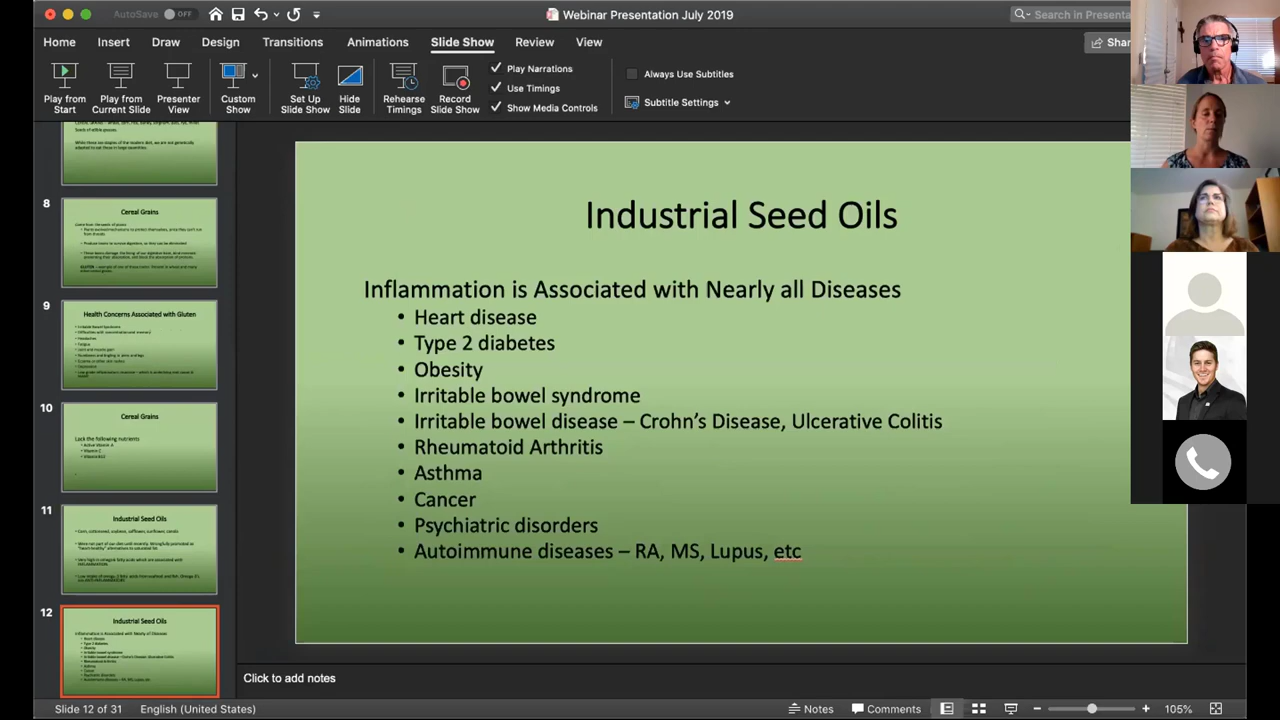 AutoSave OFF
Webinar Presentation July 2019
Search in Presenta
Home Insert Draw Design Transitions Animations Slide Show Review View
Shar
Play from Start
Play from Current Slide
Presenter View
Custom Show
Set Up Slide Show
Hide Slide
Rehearse Timings
Record Slide Show
Play Narrations
Use Timings
Show Media Controls
Always Use Subtitles
Subtitle Settings
8
Cereal Grains
9
Health Concerns Associated with Gluten
10
Cereal Grains
Lack the following nutrients
11
Industrial Seed Oils
12
Industrial Seed Oils
Industrial Seed Oils
Inflammation is Associated with Nearly all Diseases
• Heart disease
• Type 2 diabetes
• Obesity
• Irritable bowel syndrome
• Irritable bowel disease – Crohn's Disease, Ulcerative Colitis
• Rheumatoid Arthritis
• Asthma
• Cancer
• Psychiatric disorders
• Autoimmune diseases – RA, MS, Lupus, etc
Click to add notes
Slide 12 of 31 English (United States) Notes Comments 105%